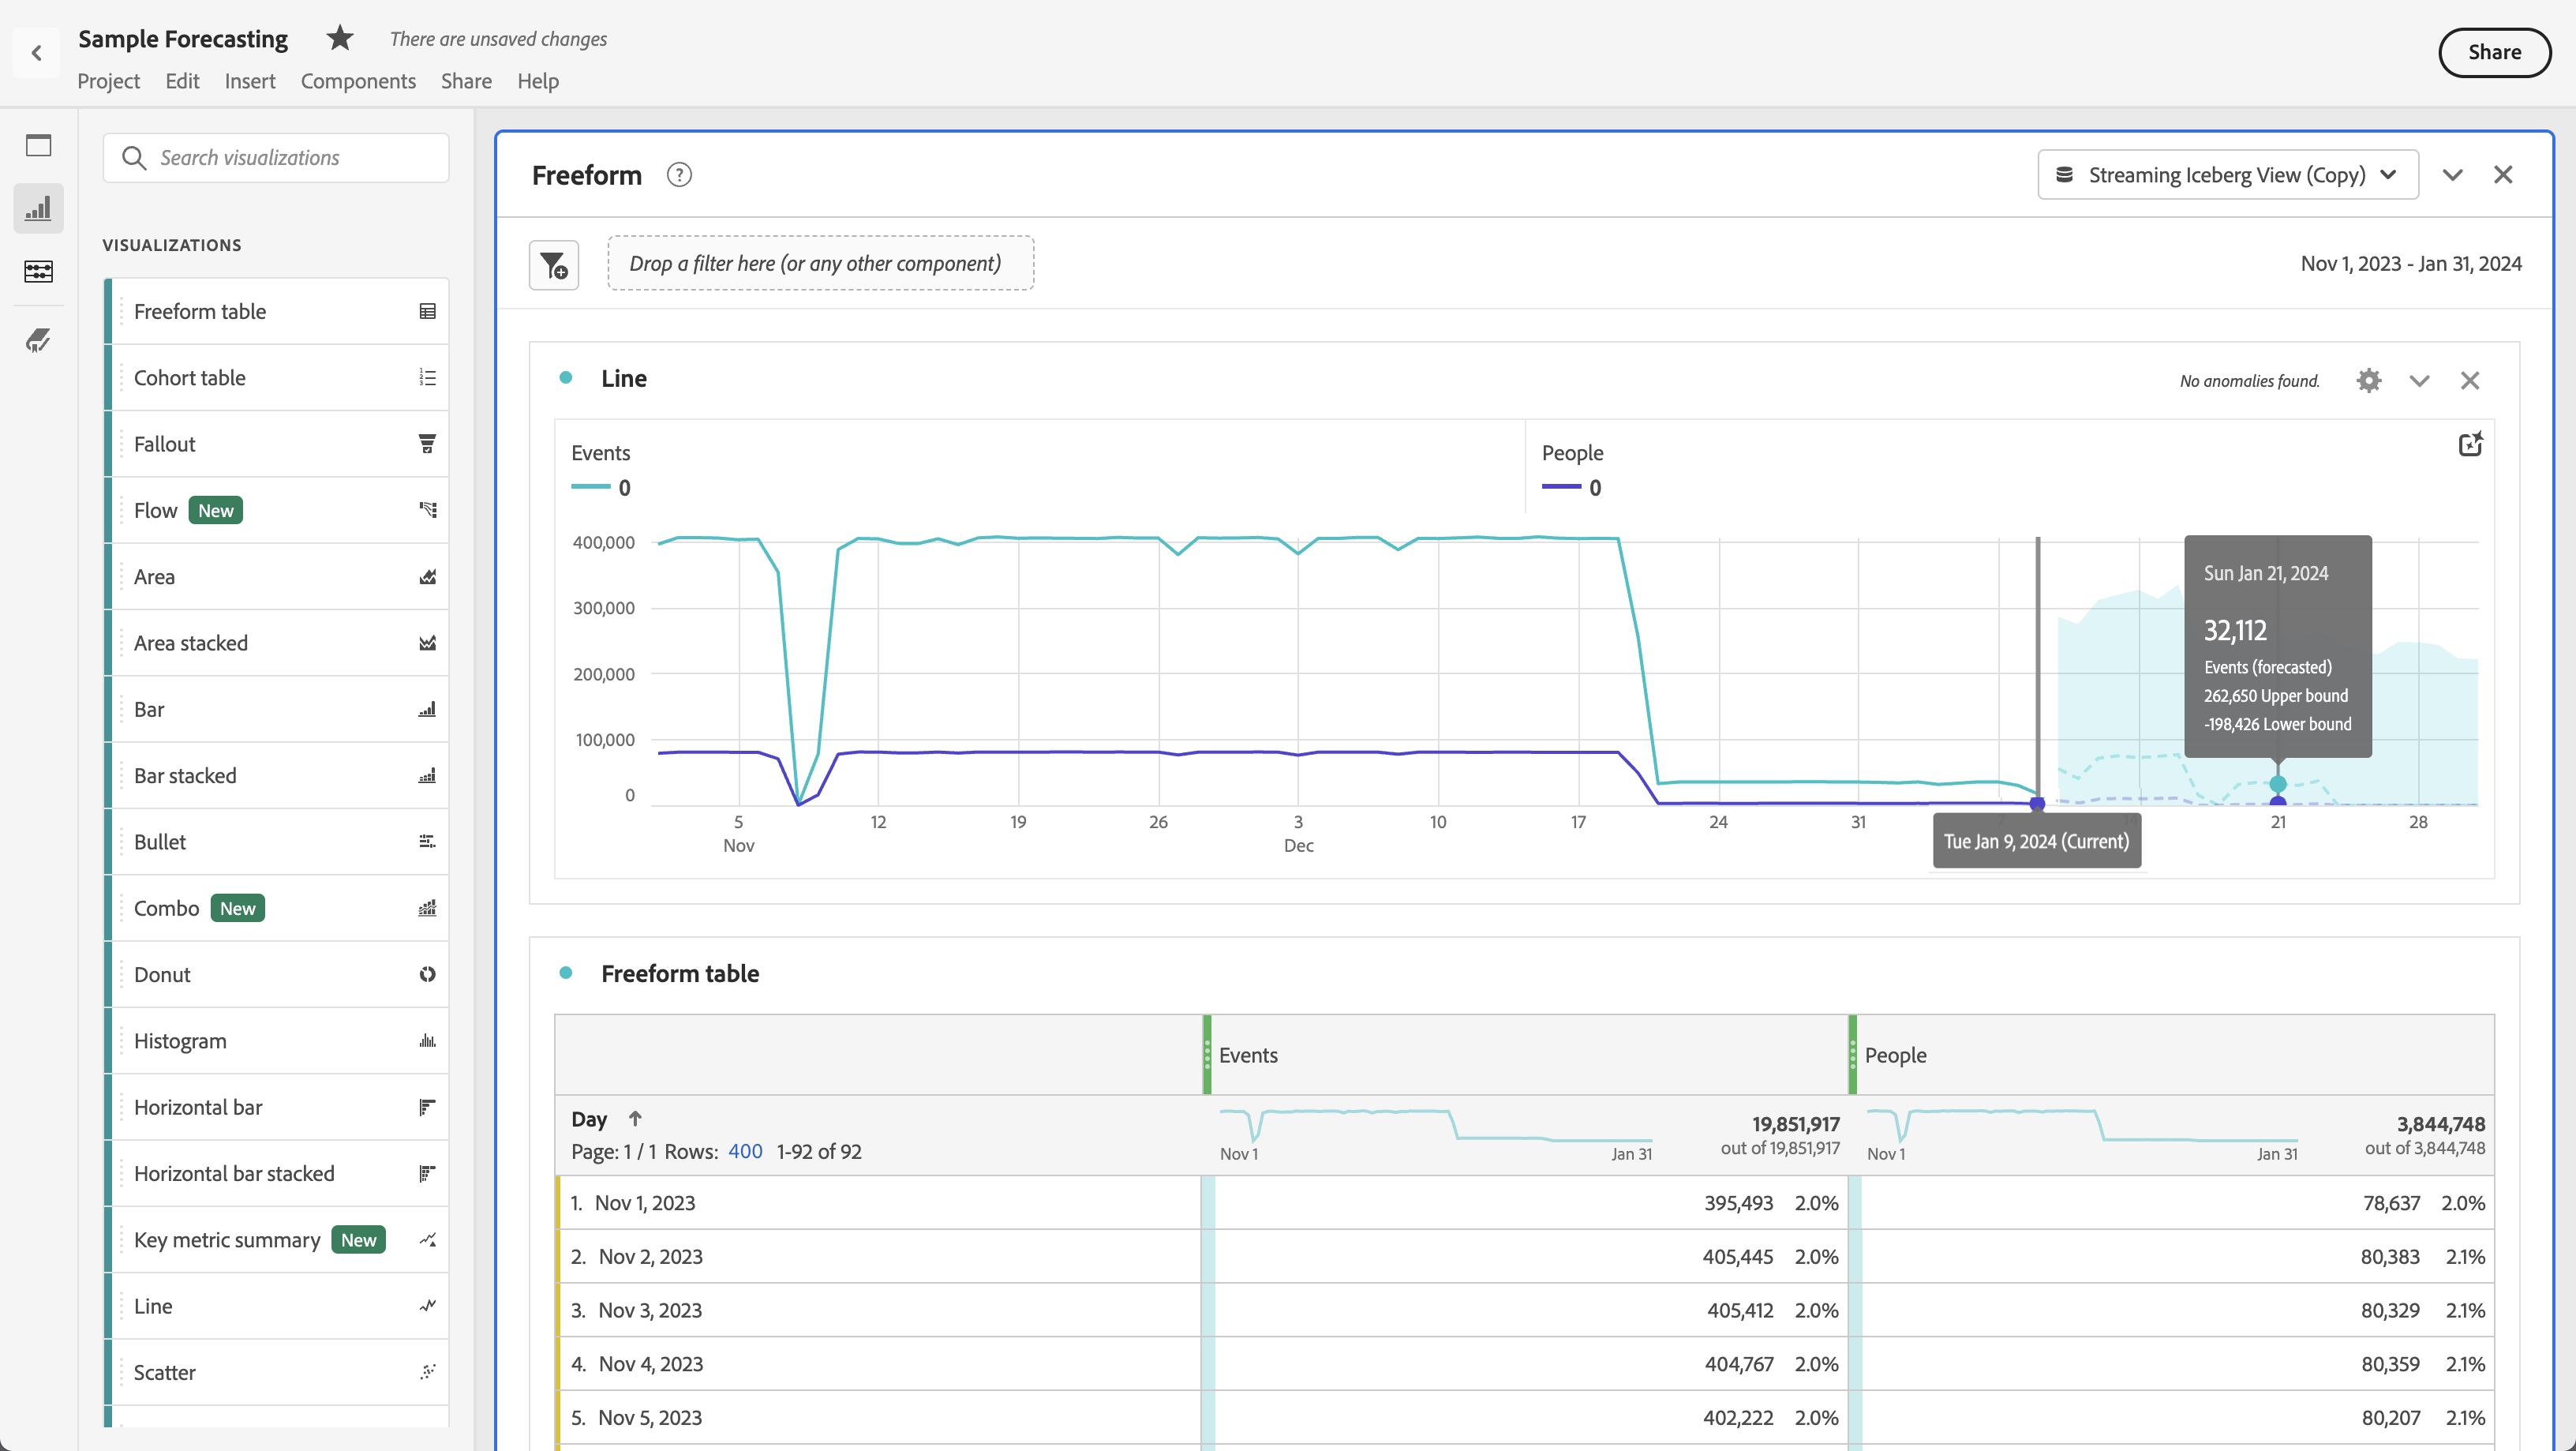 Sample Forecasting
There are unsaved changes
Project Edit Insert Components Share Help
Share
Search visualizations
VISUALIZATIONS
Freeform table
Cohort table
Fallout
Flow New
Area
Area stacked
Bar
Bar stacked
Bullet
Combo New
Donut
Histogram
Horizontal bar
Horizontal bar stacked
Key metric summary New
Line
Scatter
Freeform ?
Streaming Iceberg View (Copy)
Drop a filter here (or any other component)
Nov 1, 2023 - Jan 31, 2024
Line
No anomalies found.
Events
0
People
0
400,000
300,000
200,000
100,000
0
5 12 19 26 3 10 17 24 31 21 28
Nov Dec
Sun Jan 21, 2024
32,112
Events (forecasted)
262,650 Upper bound
-198,426 Lower bound
Tue Jan 9, 2024 (Current)
Freeform table
Events People
Day
Page: 1 / 1 Rows: 400 1-92 of 92
Nov 1 Jan 31
19,851,917
out of 19,851,917
Nov 1 Jan 31
3,844,748
out of 3,844,748
1. Nov 1, 2023 395,493 2.0% 78,637 2.0%
2. Nov 2, 2023 405,445 2.0% 80,383 2.1%
3. Nov 3, 2023 405,412 2.0% 80,329 2.1%
4. Nov 4, 2023 404,767 2.0% 80,359 2.1%
5. Nov 5, 2023 402,222 2.0% 80,207 2.1%